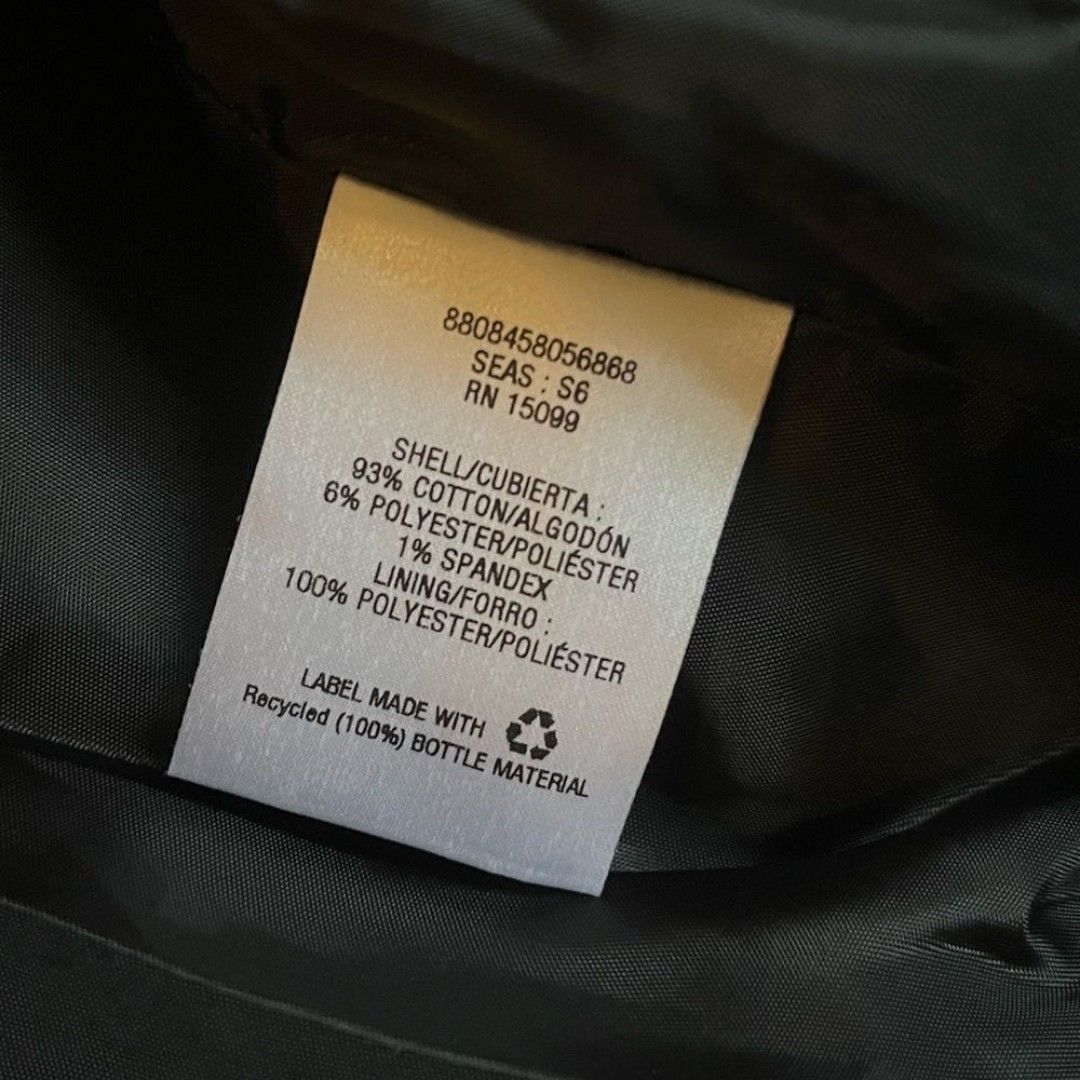 8808458056868
SEAS : S6
RN 15099
SHELL/CUBIERTA :
93% COTTON/ALGODÓN
6% POLYESTER/POLIÉSTER
1% SPANDEX
LINING/FORRO :
100% POLYESTER/POLIÉSTER
LABEL MADE WITH
Recycled (100%) BOTTLE MATERIAL